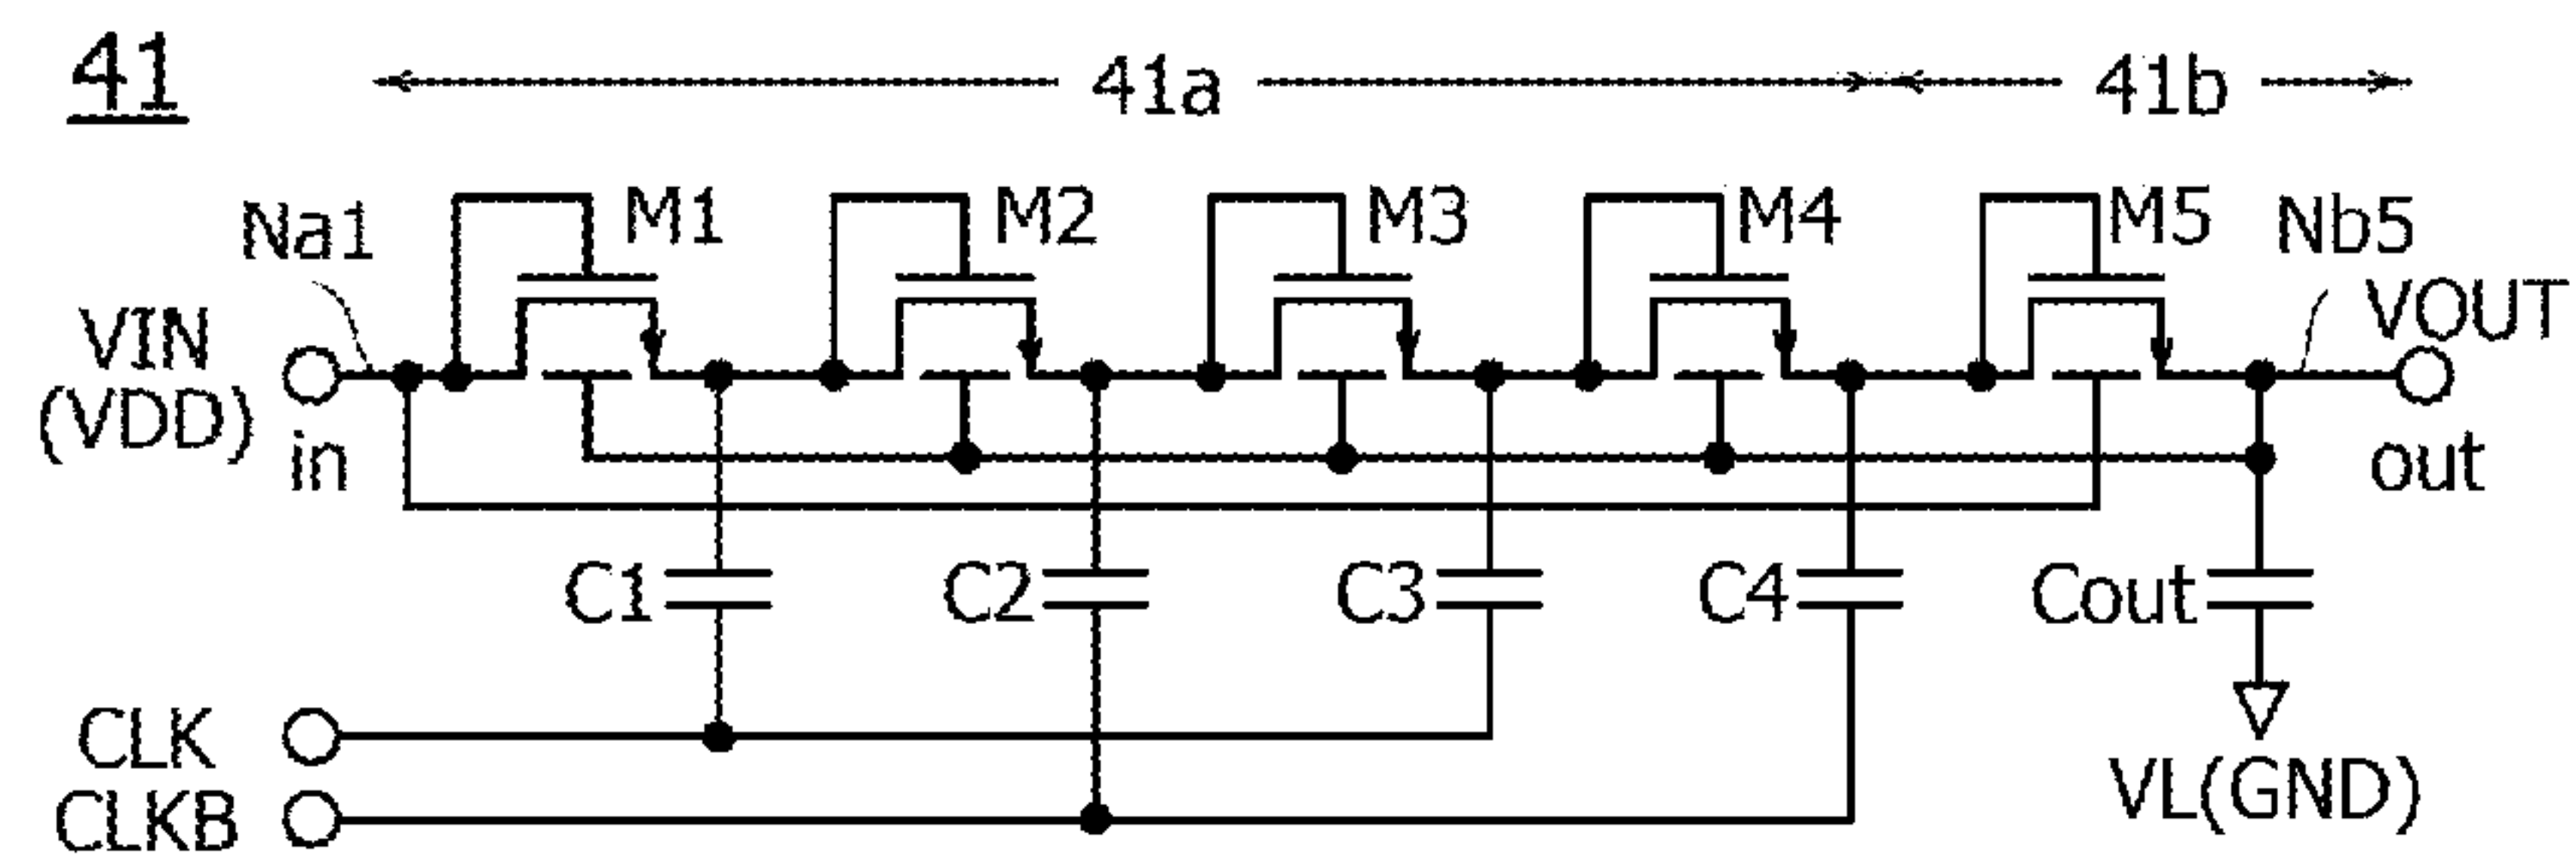 41
41a 41b
Na1 M1 M2 M3 M4 M5 Nb5
VIN VOUT
(VDD)
in out
C1 C2 C3 C4 Cout
CLK
CLKB VL(GND)